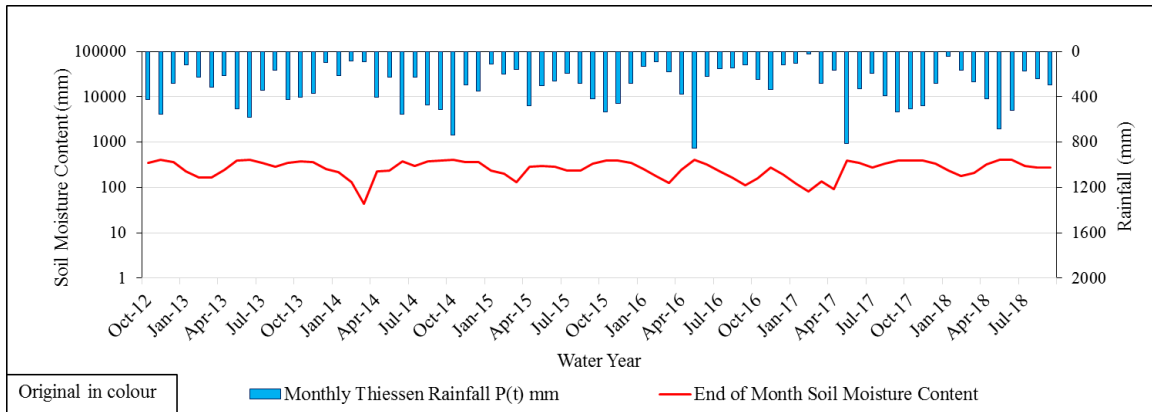 100000
10000
1000
100
10
1
Soil Moisture Content (mm)
0
400
800
1200
1600
2000
Rainfall (mm)
Oct-12
Jan-13
Apr-13
Jul-13
Oct-13
Jan-14
Apr-14
Jul-14
Oct-14
Jan-15
Apr-15
Jul-15
Oct-15
Jan-16
Apr-16
Jul-16
Oct-16
Jan-17
Apr-17
Jul-17
Oct-17
Jan-18
Apr-18
Jul-18
Water Year
Original in colour
Monthly Thiessen Rainfall P(t) mm
End of Month Soil Moisture Content